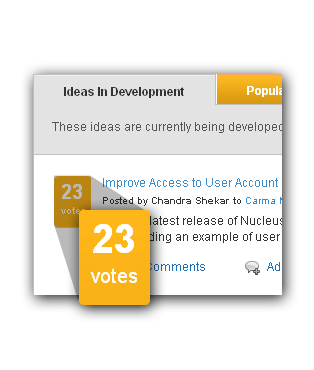 Ideas In Development
Popula
These ideas are currently being developed
23
votes
Improve Access to User Account
Posted by Chandra Shekar to Carma
latest release of Nucleus
ding an example of user
Comments
Ad
23
votes